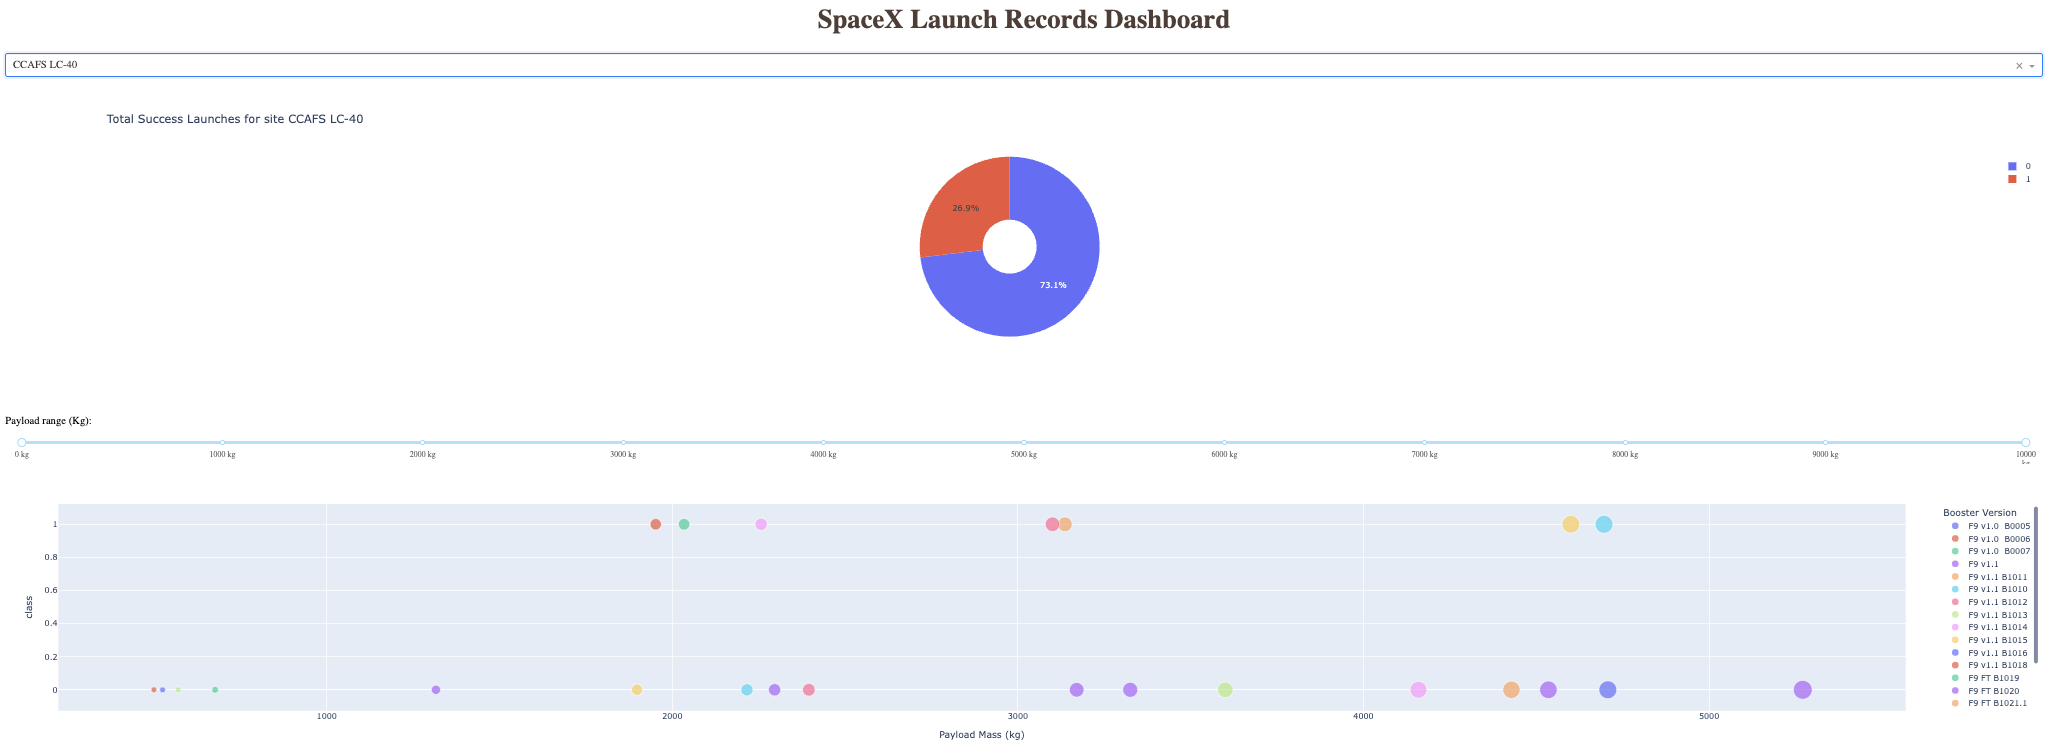 SpaceX Launch Records Dashboard
CCAFS LC-40
× 
Total Success Launches for site CCAFS LC-40
0
1
26.9%
73.1%
Payload range (Kg):
0 kg 1000 kg 2000 kg 3000 kg 4000 kg 5000 kg 6000 kg 7000 kg 8000 kg 9000 kg 10000
class
1
0.8
0.6
0.4
0.2
0
1000 2000 3000 4000 5000
Payload Mass (kg)
Booster Version
F9 v1.0 B0005
F9 v1.0 B0006
F9 v1.0 B0007
F9 v1.1
F9 v1.1 B1011
F9 v1.1 B1010
F9 v1.1 B1012
F9 v1.1 B1013
F9 v1.1 B1014
F9 v1.1 B1015
F9 v1.1 B1016
F9 v1.1 B1018
F9 FT B1019
F9 FT B1020
F9 FT B1021.1